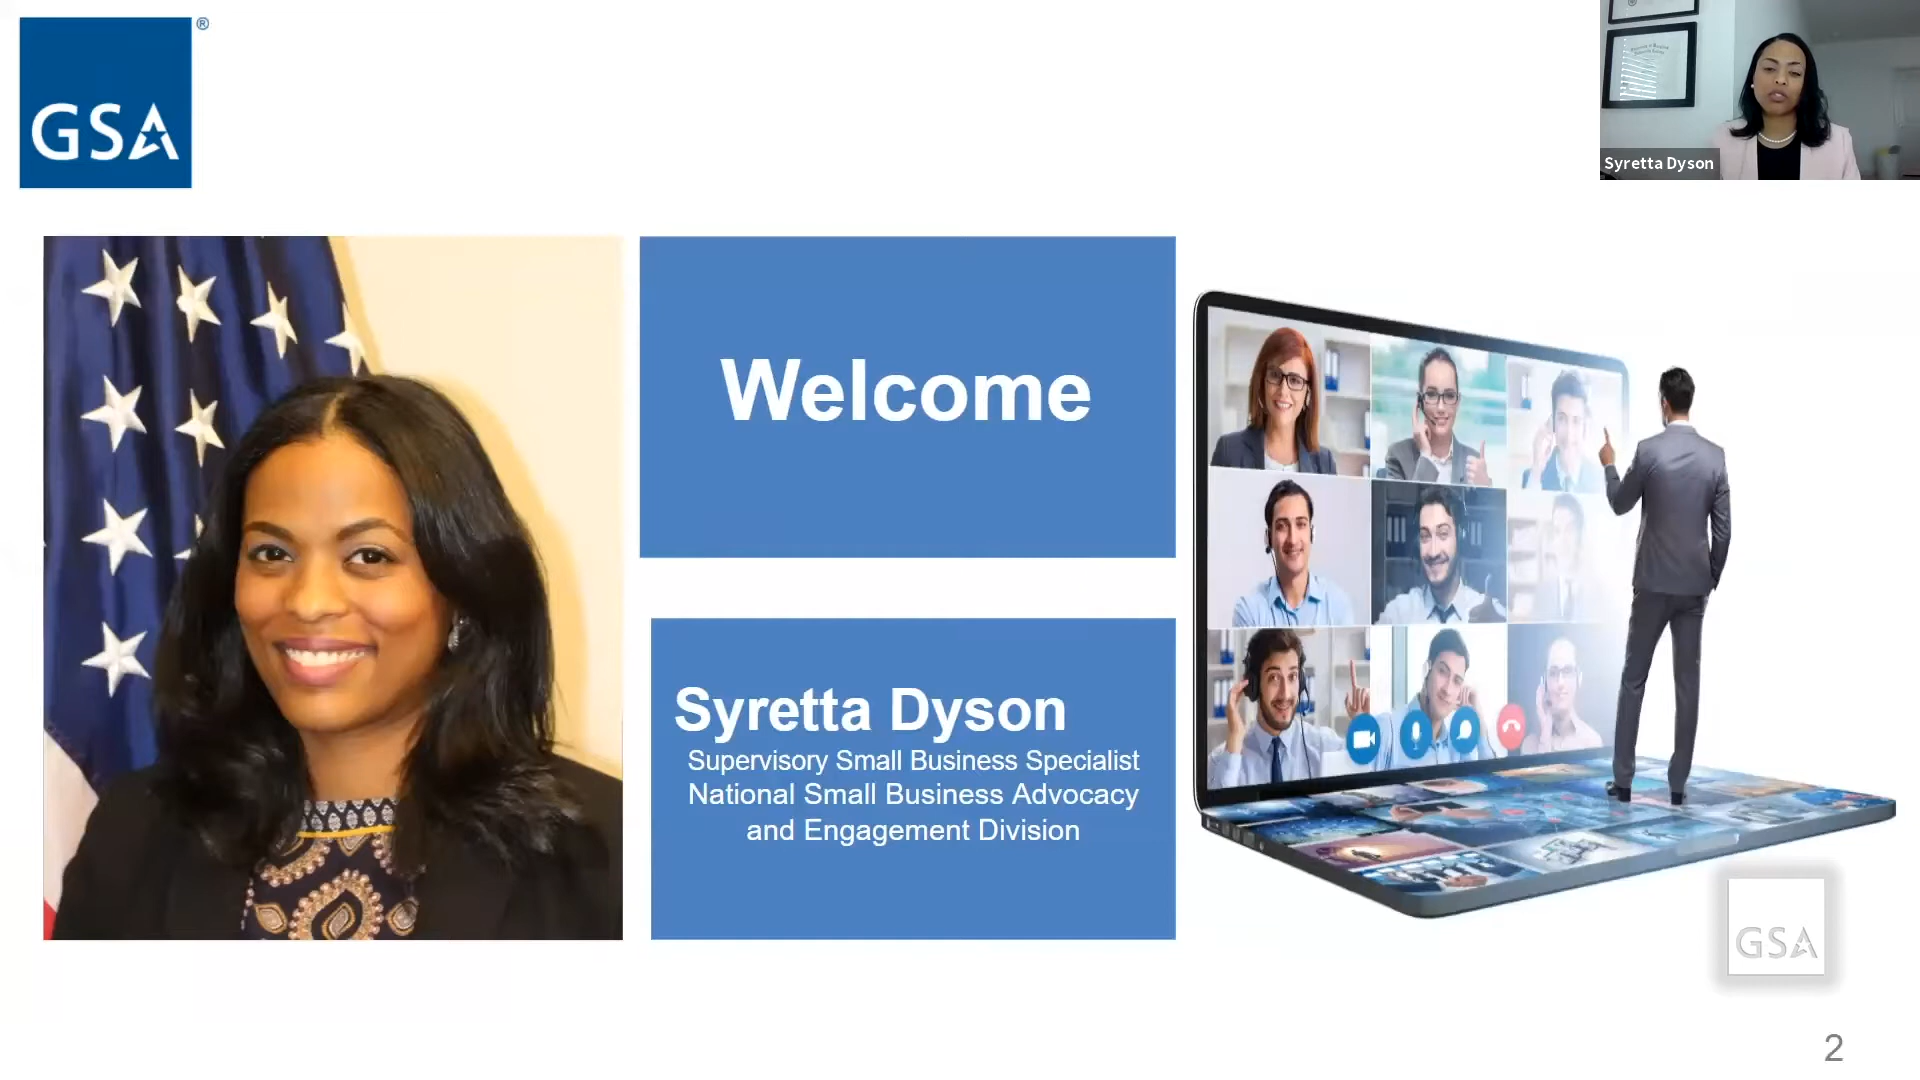 GSA
®
Syretta Dyson
Welcome
Syretta Dyson
Supervisory Small Business Specialist
National Small Business Advocacy
and Engagement Division
GSA
2